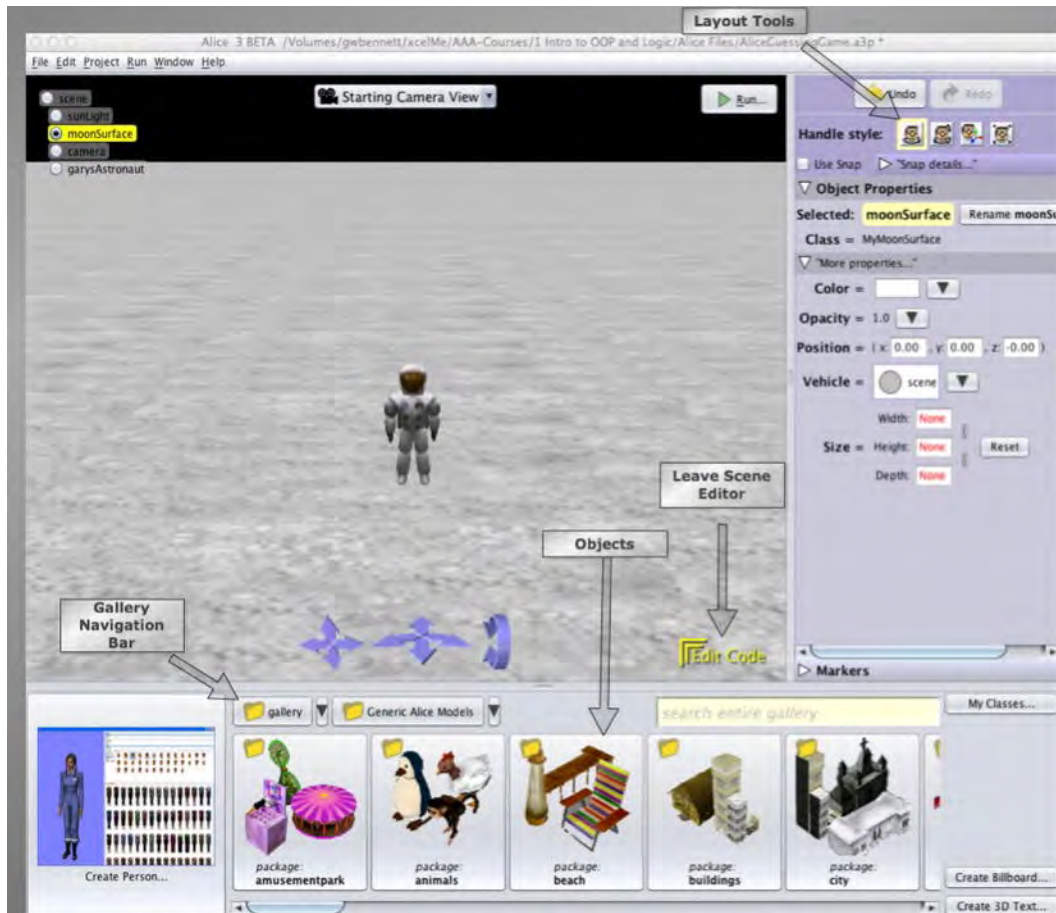 Layout Tools
Alice 3 BETA /Volumes/gwbennett/xcelMe/AAA-Courses/1 Intro to OOP and Logic/Alice Files/AliceGuessingGame.a3p *
File Edit Project Run Window Help
scene
sunLight
moonSurface
camera
garysAstronaut
Starting Camera View
Run...
Undo
Redo
Handle style:
Use Snap
"Snap details..."
Object Properties
Selected: moonSurface
Rename moonSu
Class = MyMoonSurface
"More properties..."
Color =
Opacity = 1.0
Position = ( x: 0.00 , y: 0.00 , z: -0.00 )
Vehicle = scene
Width: None
Size = Height: None
Reset
Depth: None
Leave Scene
Editor
Objects
Gallery
Navigation
Bar
Edit Code
Markers
gallery
Generic Alice Models
search entire gallery
My Classes...
Create Person...
package:
amusementpark
package:
animals
package:
beach
package:
buildings
package:
city
Create Billboard...
Create 3D Text...